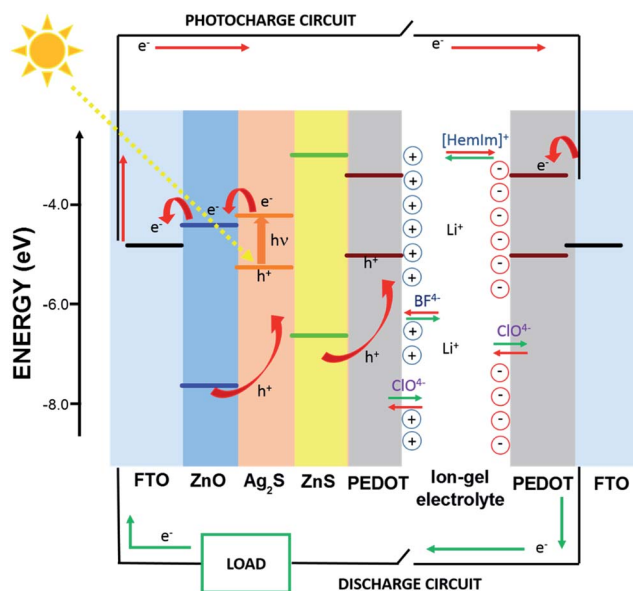 PHOTOCHARGE CIRCUIT
e- e-
[HemIm]+
e-
-4.0
e- e- e-
hν
Li+
h+ h+
ENERGY (eV)
-6.0
BF4-
h+ h+
Li+
ClO4-
-8.0
ClO4-
FTO ZnO Ag2S ZnS PEDOT Ion-gel electrolyte PEDOT FTO
e- e-
LOAD
DISCHARGE CIRCUIT